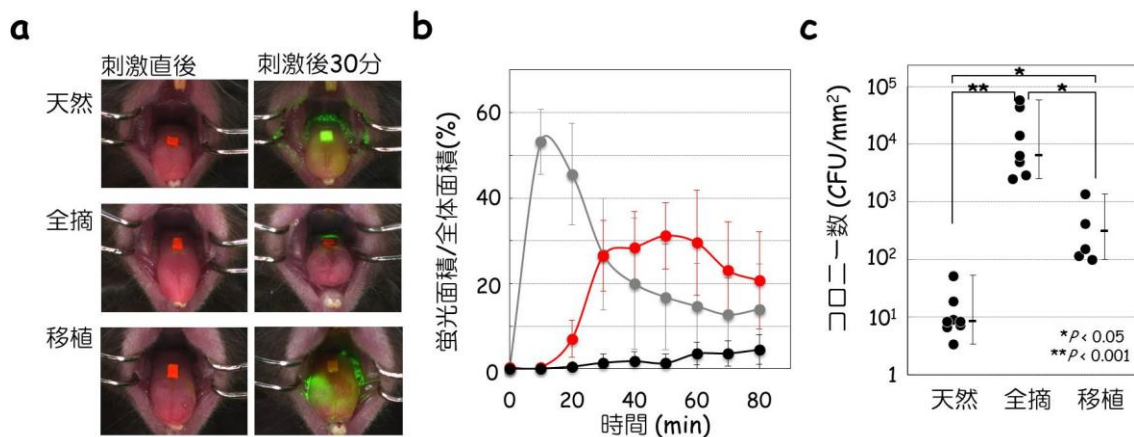 a
刺激直後
刺激後30分
天然
全摘
移植
b
蛍光面積/全体面積(%)
60
40
20
0
0
20
40
60
80
時間 (min)
c
コロニー数 (CFU/mm²)
10⁵
10⁴
10³
10²
10¹
1
*
**
*
*P < 0.05
**P < 0.001
天然
全摘
移植